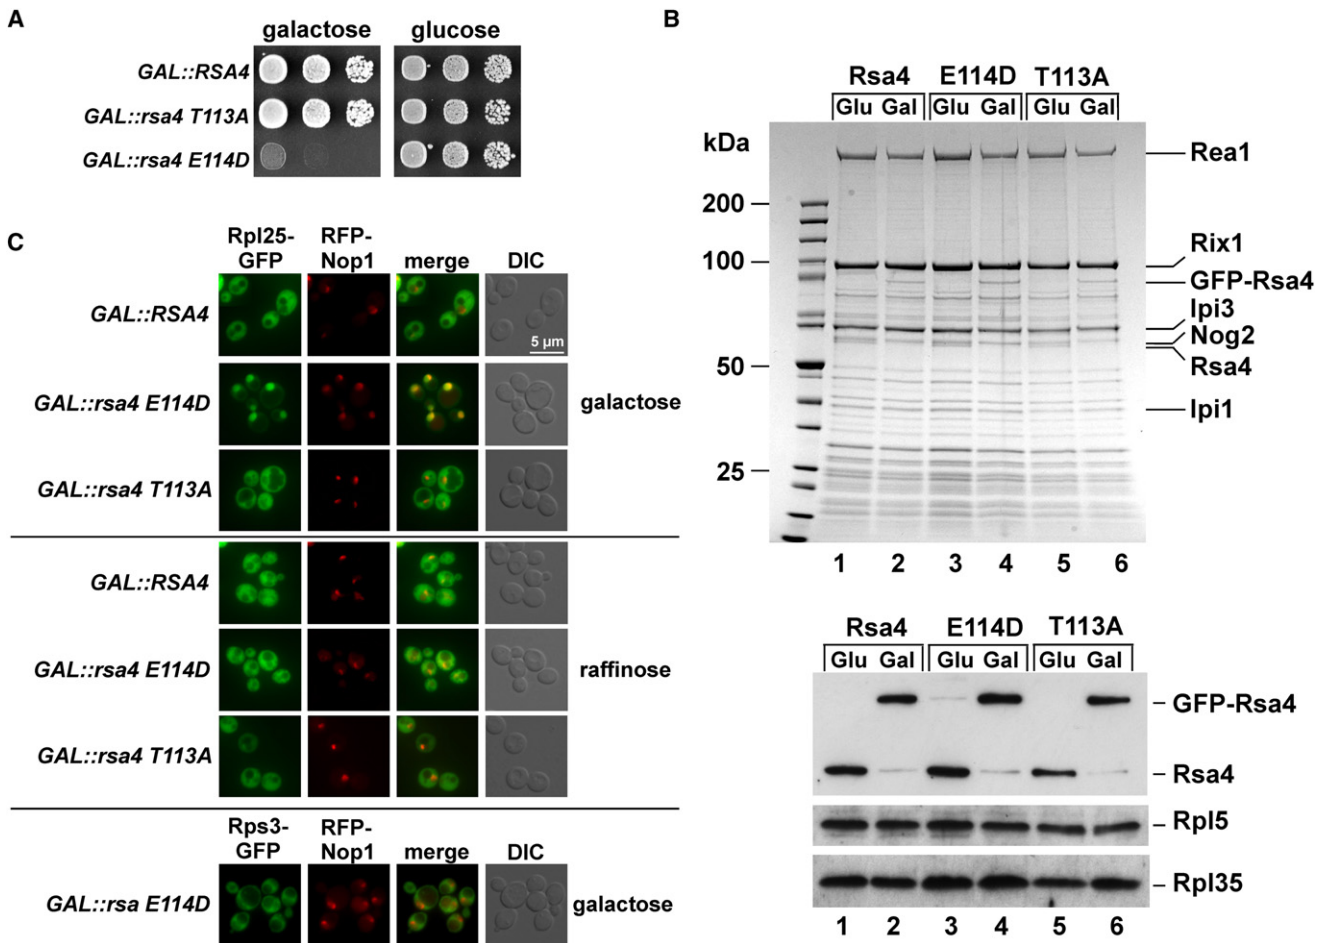 A
galactose glucose
GAL::RSA4
GAL::rsa4 T113A
GAL::rsa4 E114D
B
Rsa4 E114D T113A
Glu Gal Glu Gal Glu Gal
kDa
200
100
50
25
Rea1
Rix1
GFP-Rsa4
Ipi3
Nog2
Rsa4
Ipi1
1 2 3 4 5 6
Rsa4 E114D T113A
Glu Gal Glu Gal Glu Gal
GFP-Rsa4
Rsa4
Rpl5
Rpl35
1 2 3 4 5 6
C
Rpl25-GFP RFP-Nop1 merge DIC
GAL::RSA4
5 µm
GAL::rsa4 E114D
galactose
GAL::rsa4 T113A
GAL::RSA4
GAL::rsa4 E114D
raffinose
GAL::rsa4 T113A
Rps3-GFP RFP-Nop1 merge DIC
GAL::rsa E114D
galactose